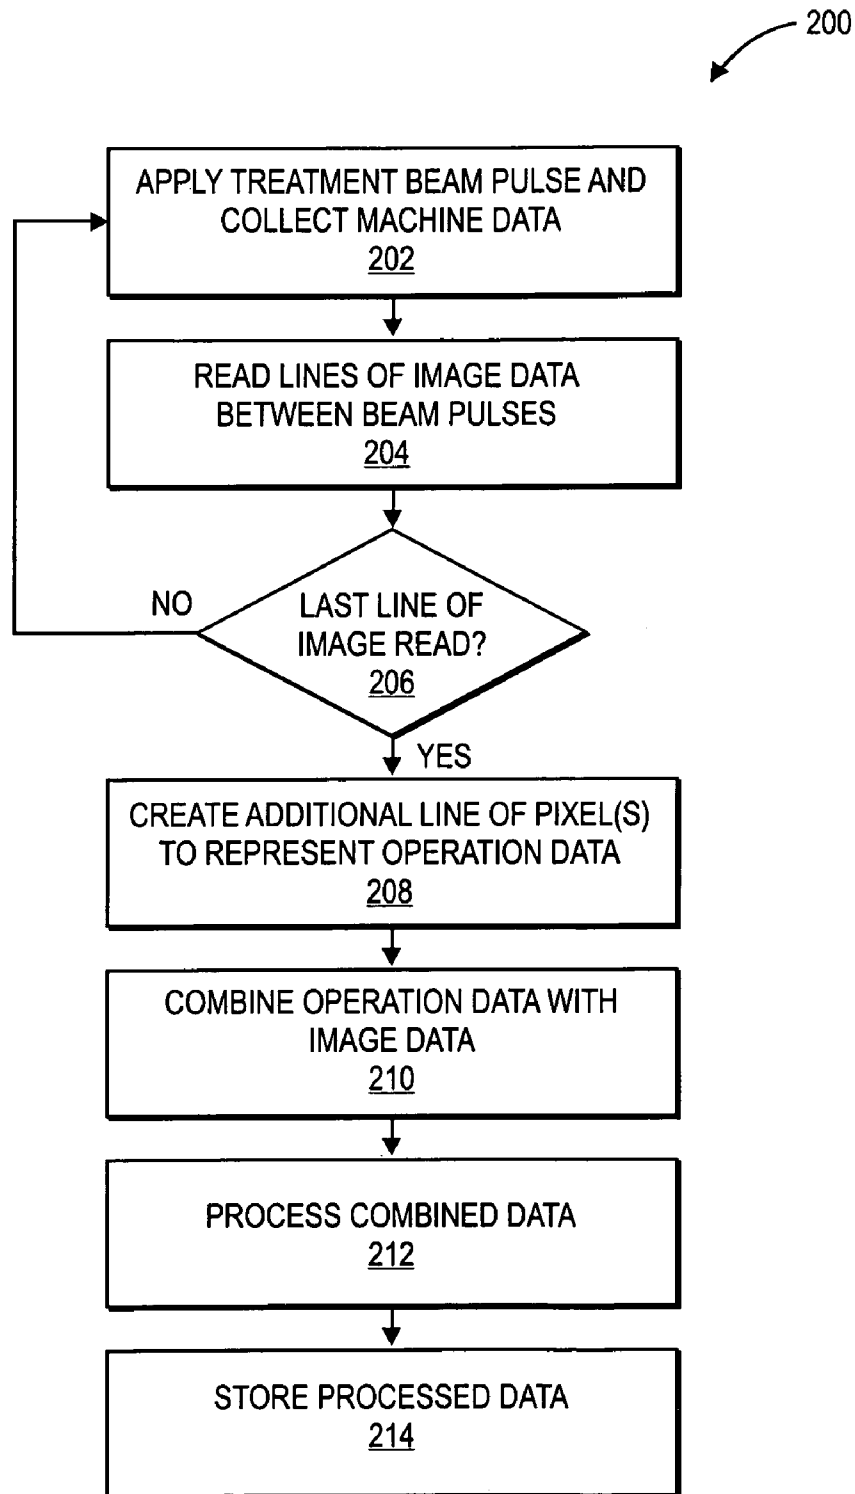 200
APPLY TREATMENT BEAM PULSE AND
COLLECT MACHINE DATA
202
READ LINES OF IMAGE DATA
BETWEEN BEAM PULSES
204
NO
LAST LINE OF
IMAGE READ?
206
YES
CREATE ADDITIONAL LINE OF PIXEL(S)
TO REPRESENT OPERATION DATA
208
COMBINE OPERATION DATA WITH
IMAGE DATA
210
PROCESS COMBINED DATA
212
STORE PROCESSED DATA
214